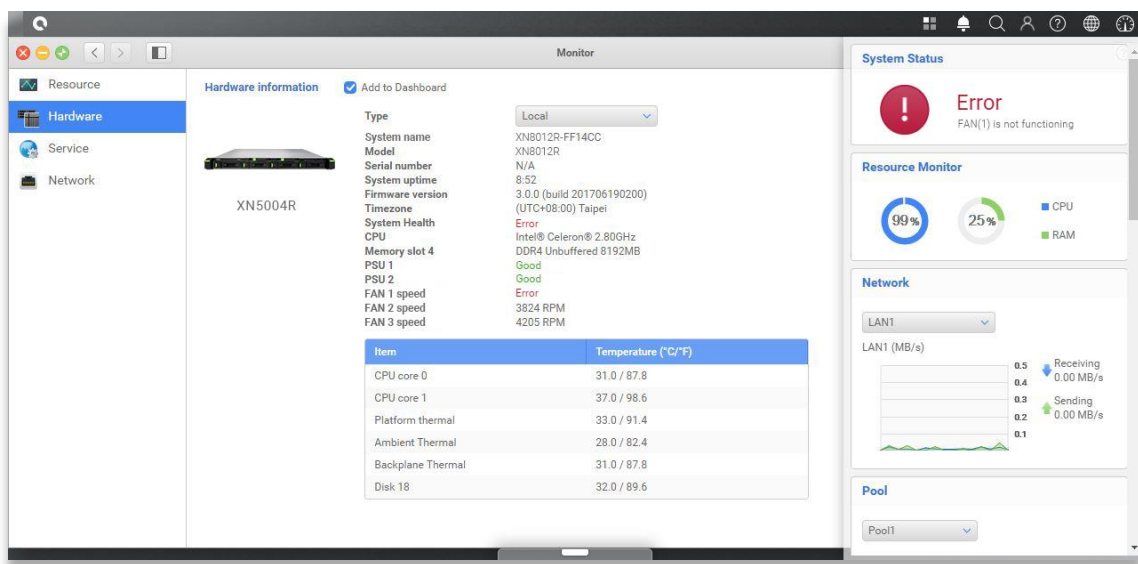 Monitor
Resource
Hardware
Service
Network
Hardware information Add to Dashboard
XN5004R
Type Local
System name XN8012R-FF14CC
Model XN8012R
Serial number N/A
System uptime 8:52
Firmware version 3.0.0 (build 201706190200)
Timezone (UTC+08:00) Taipei
System Health Error
CPU Intel® Celeron® 2.80GHz
Memory slot 4 DDR4 Unbuffered 8192MB
PSU 1 Good
PSU 2 Good
FAN 1 speed Error
FAN 2 speed 3824 RPM
FAN 3 speed 4205 RPM
Item Temperature (°C/°F)
CPU core 0 31.0 / 87.8
CPU core 1 37.0 / 98.6
Platform thermal 33.0 / 91.4
Ambient Thermal 28.0 / 82.4
Backplane Thermal 31.0 / 87.8
Disk 18 32.0 / 89.6
System Status
Error
FAN(1) is not functioning
Resource Monitor
99% 25%
CPU
RAM
Network
LAN1
LAN1 (MB/s)
0.5
0.4
0.3
0.2
0.1
Receiving
0.00 MB/s
Sending
0.00 MB/s
Pool
Pool1